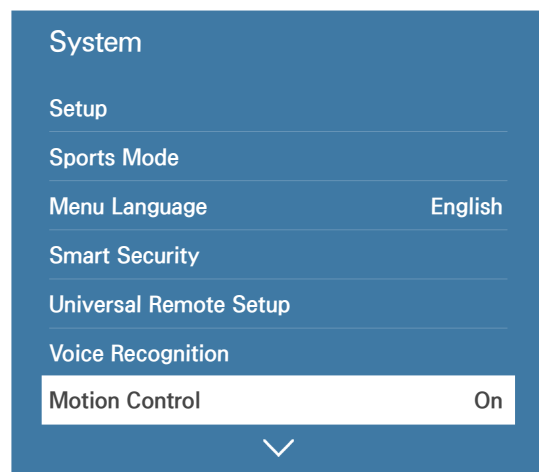 System
Setup
Sports Mode
Menu Language English
Smart Security
Universal Remote Setup
Voice Recognition
Motion Control On